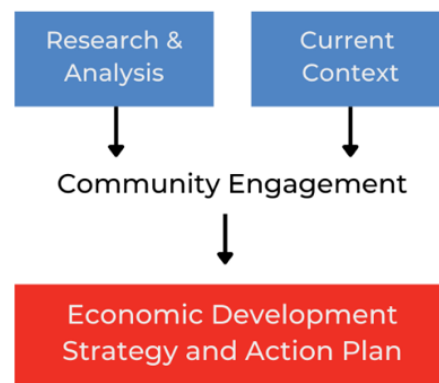 Research &
Analysis
Current
Context
Community Engagement
Economic Development
Strategy and Action Plan